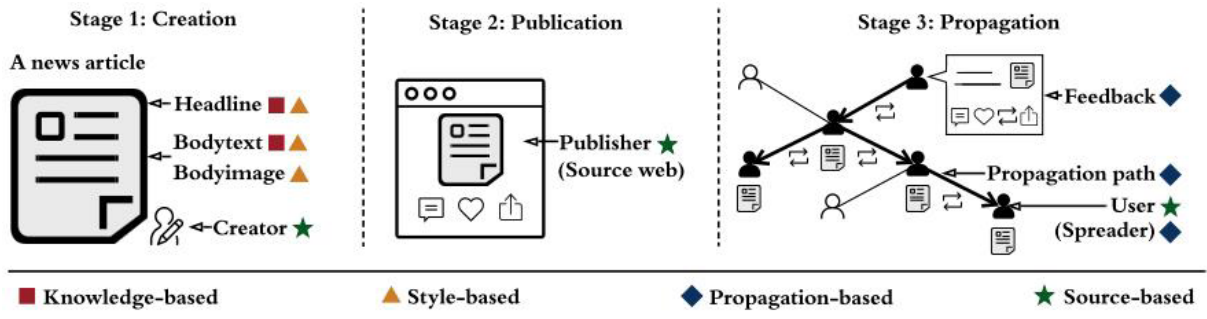 Stage 1: Creation
Stage 2: Publication
Stage 3: Propagation
A news article
Headline
Bodytext
Bodyimage
Creator
Publisher
(Source web)
Feedback
Propagation path
User
(Spreader)
Knowledge-based
Style-based
Propagation-based
Source-based